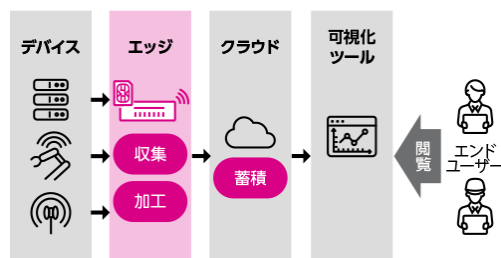 デバイス
エッジ
収集
加工
クラウド
蓄積
可視化
ツール
閲覧
エンド
ユーザー